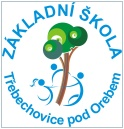 ZÁKLADNÍ ŠKOLA
Třebechovice pod Orebem